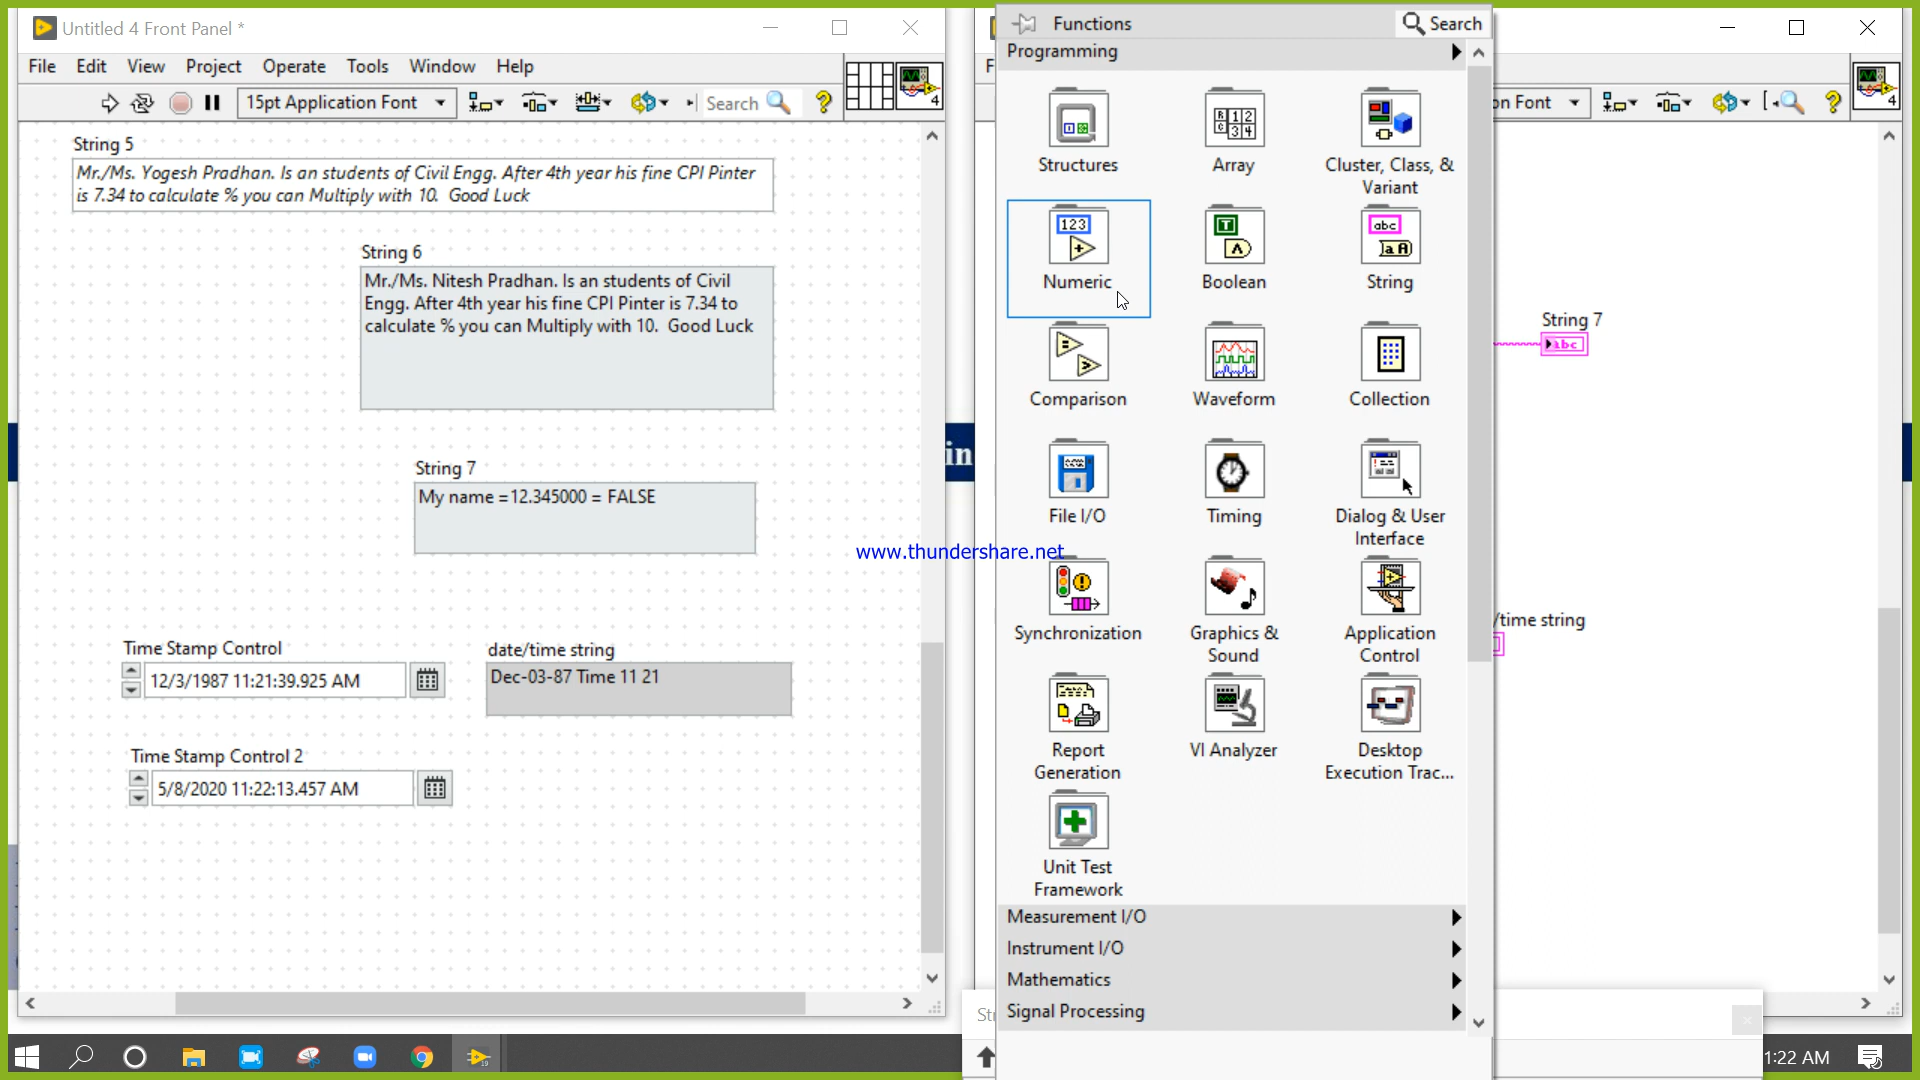 Untitled 4 Front Panel *
File Edit View Project Operate Tools Window Help
15pt Application Font
Search
4
String 5
Mr./Ms. Yogesh Pradhan. Is an students of Civil Engg. After 4th year his fine CPI Pinter
is 7.34 to calculate % you can Multiply with 10.  Good Luck
String 6
Mr./Ms. Nitesh Pradhan. Is an students of Civil
Engg. After 4th year his fine CPI Pinter is 7.34 to
calculate % you can Multiply with 10.  Good Luck
String 7
My name =12.345000 = FALSE
Time Stamp Control
12/3/1987 11:21:39.925 AM
date/time string
Dec-03-87 Time 11 21
Time Stamp Control 2
5/8/2020 11:22:13.457 AM
www.thundershare.net
in
Functions
Search
Programming
Structures
Array
Cluster, Class, &
Variant
Numeric
Boolean
String
Comparison
Waveform
Collection
File I/O
Timing
Dialog & User
Interface
Synchronization
Graphics &
Sound
Application
Control
Report
Generation
VI Analyzer
Desktop
Execution Trac...
Unit Test
Framework
Measurement I/O
Instrument I/O
Mathematics
Signal Processing
on Font
4
String 7
abc
/time string
1:22 AM